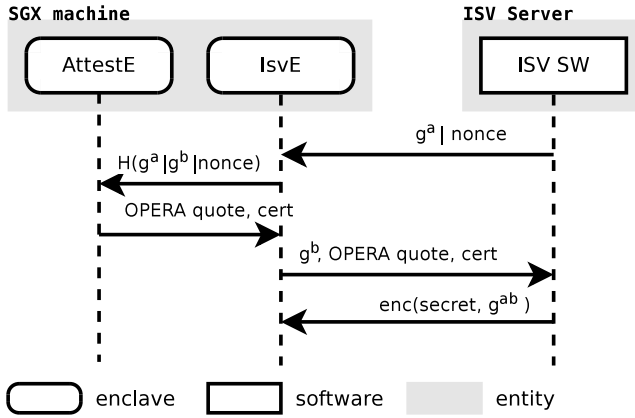 SGX machine
ISV Server
AttestE
IsvE
ISV SW
g^a| nonce
H(g^a|g^b|nonce)
OPERA quote, cert
g^b, OPERA quote, cert
enc(secret, g^ab )
enclave
software
entity